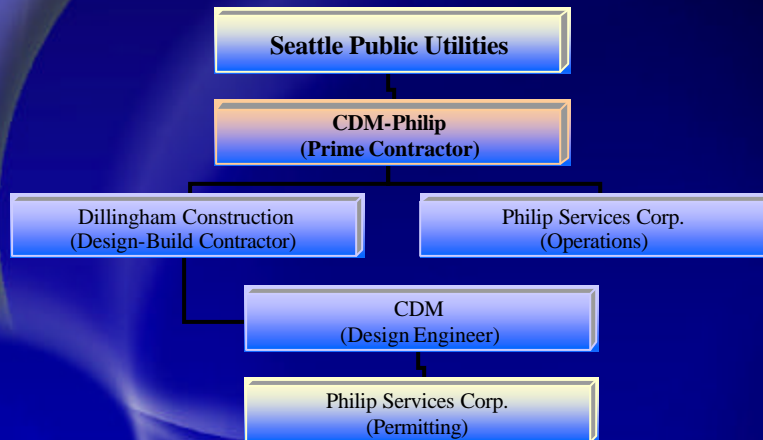 Seattle Public Utilities
CDM-Philip
(Prime Contractor)
Dillingham Construction
(Design-Build Contractor)
Philip Services Corp.
(Operations)
CDM
(Design Engineer)
Philip Services Corp.
(Permitting)